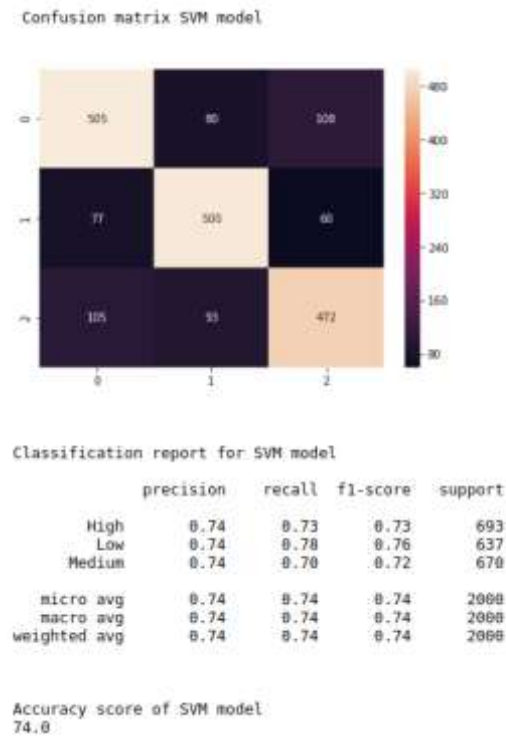 Confusion matrix SVM model
0 505 80 108
1 77 500 60
2 105 93 472
0 1 2
480
400
320
240
160
80
Classification report for SVM model
precision recall f1-score support
High 0.74 0.73 0.73 693
Low 0.74 0.78 0.76 637
Medium 0.74 0.70 0.72 670
micro avg 0.74 0.74 0.74 2000
macro avg 0.74 0.74 0.74 2000
weighted avg 0.74 0.74 0.74 2000
Accuracy score of SVM model
74.0